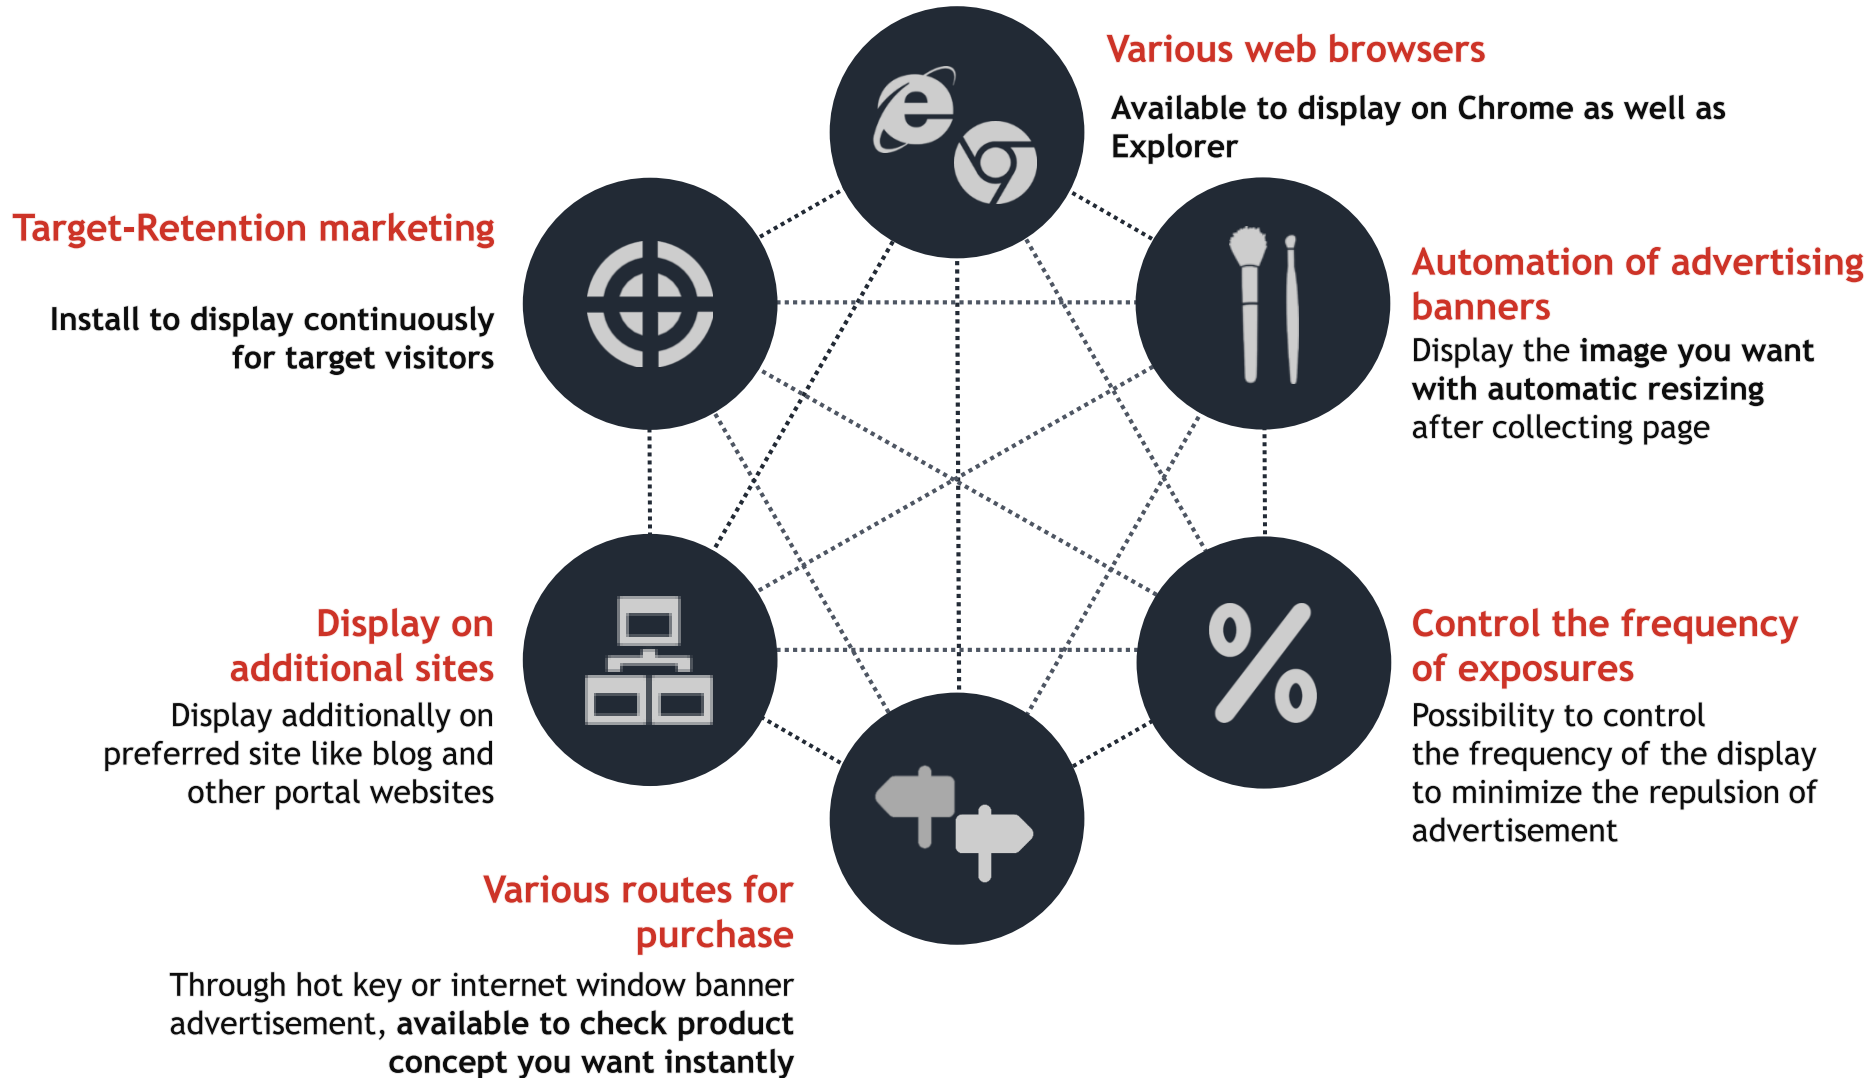 Various web browsers
Available to display on Chrome as well as
Explorer
Target-Retention marketing
Install to display continuously
for target visitors
Automation of advertising
banners
Display the image you want
with automatic resizing
after collecting page
Display on
additional sites
Display additionally on
preferred site like blog and
other portal websites
Control the frequency
of exposures
Possibility to control
the frequency of the display
to minimize the repulsion of
advertisement
Various routes for
purchase
Through hot key or internet window banner
advertisement, available to check product
concept you want instantly